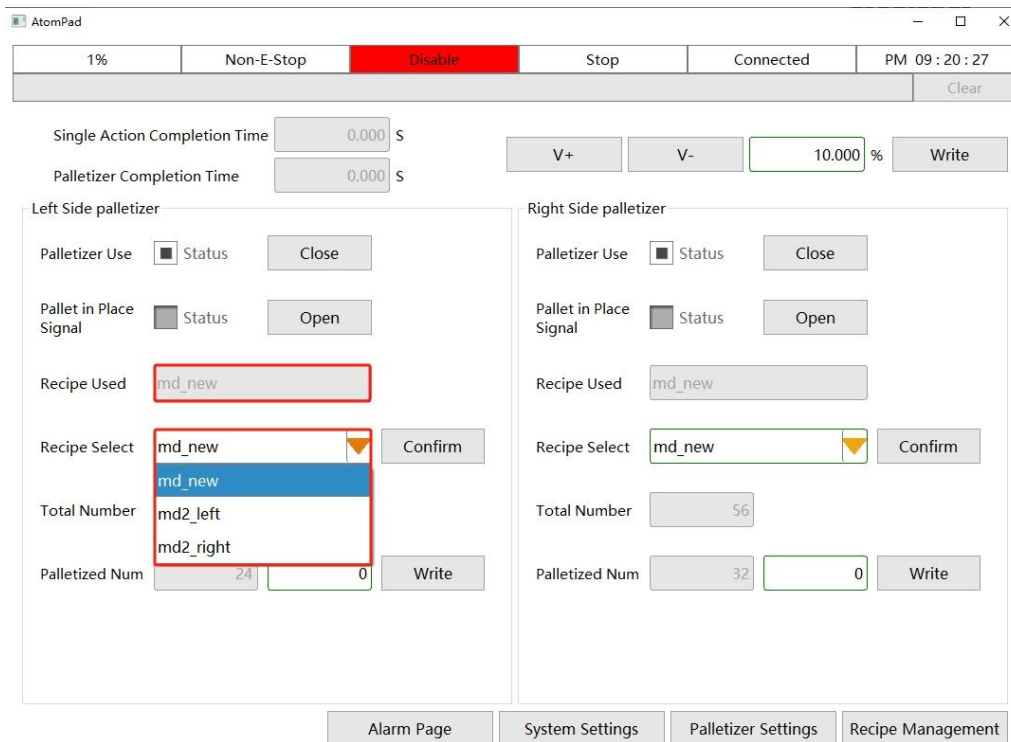 AtomPad
1% Non-E-Stop Disable Stop Connected PM 09:20:27
Clear
Single Action Completion Time 0.000 S
V+ V- 10.000 % Write
Palletizer Completion Time 0.000 S
Left Side palletizer Right Side palletizer
Palletizer Use Status Close Palletizer Use Status Close
Pallet in Place Signal Status Open Pallet in Place Signal Status Open
Recipe Used md_new Recipe Used md_new
Recipe Select md_new Confirm Recipe Select md_new Confirm
md_new
Total Number md2_left Total Number 56
md2_right
Palletized Num 24 0 Write Palletized Num 32 0 Write
Alarm Page System Settings Palletizer Settings Recipe Management